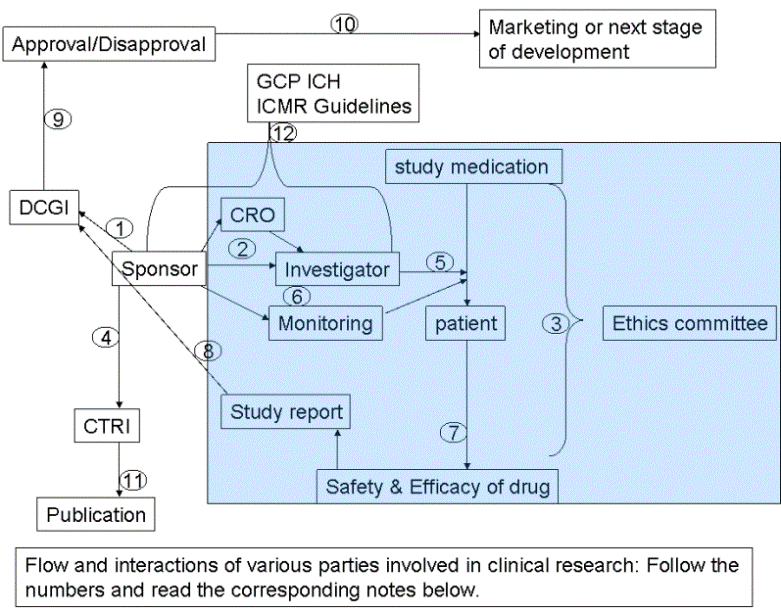 10
Approval/Disapproval
Marketing or next stage
of development
GCP ICH
ICMR Guidelines
9
12
study medication
DCGI
CRO
1
2
Sponsor
Investigator
5
6
Monitoring
patient
3
Ethics committee
4
8
Study report
CTRI
7
11
Safety & Efficacy of drug
Publication
Flow and interactions of various parties involved in clinical research: Follow the
numbers and read the corresponding notes below.